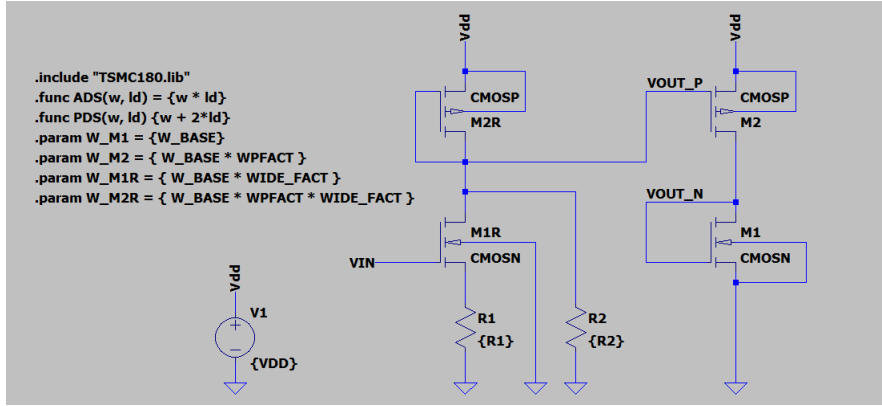 .include "TSMC180.lib"
.func ADS(w, ld) = {w * ld}
.func PDS(w, ld) {w + 2*ld}
.param W_M1 = {W_BASE}
.param W_M2 = { W_BASE * WPFACT }
.param W_M1R = { W_BASE * WIDE_FACT }
.param W_M2R = { W_BASE * WPFACT * WIDE_FACT }
Vdd
V1
{VDD}
Vdd
CMOSP
M2R
M1R
CMOSN
VIN
R1
{R1}
R2
{R2}
Vdd
VOUT_P
CMOSP
M2
VOUT_N
M1
CMOSN